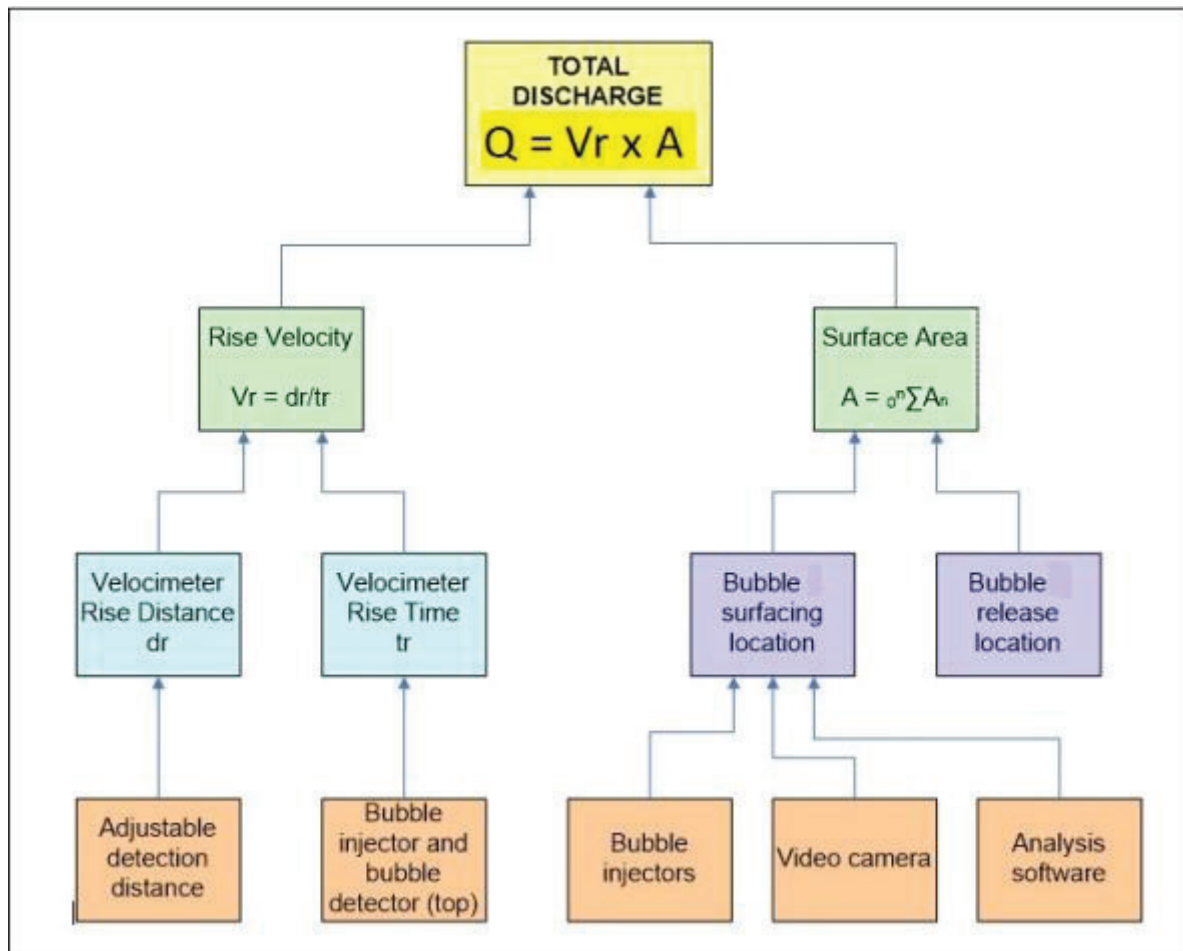 TOTAL
DISCHARGE
Q = Vr x A
Rise Velocity
Vr = dr/tr
Surface Area
A = ₀ⁿ∑Aₙ
Velocimeter
Rise Distance
dr
Velocimeter
Rise Time
tr
Bubble
surfacing
location
Bubble
release
location
Adjustable
detection
distance
Bubble
injector and
bubble
detector (top)
Bubble
injectors
Video camera
Analysis
software